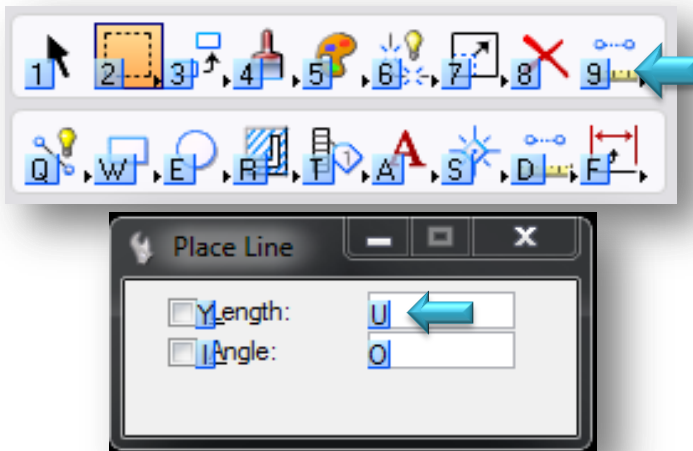 1 2 3 4 5 6 7 8 9
Q W E R T A S D F
Place Line
Y Length: U
I Angle: O